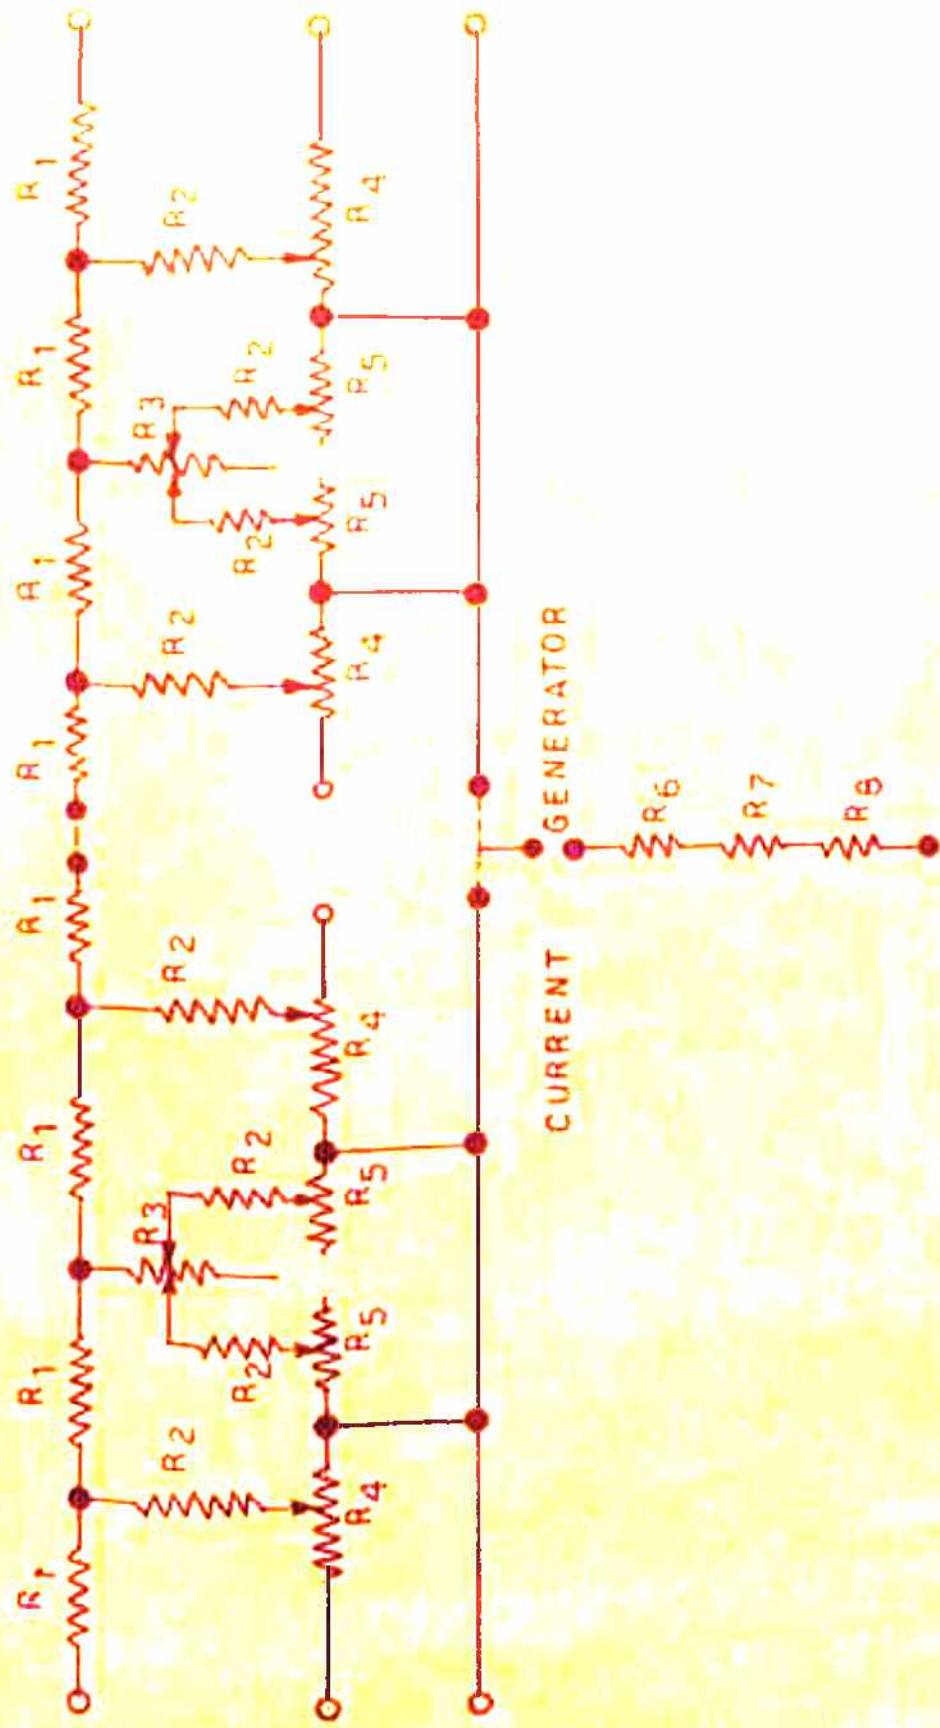 R1 R1 R1 R1 R1 R1 R1 R1
R2 R3 R2 R2 R3 R2
R2 R2 R2 R2
R4 R5 R5 R4 R4 R5 R5 R4
CURRENT GENERATOR
R6
R7
R8